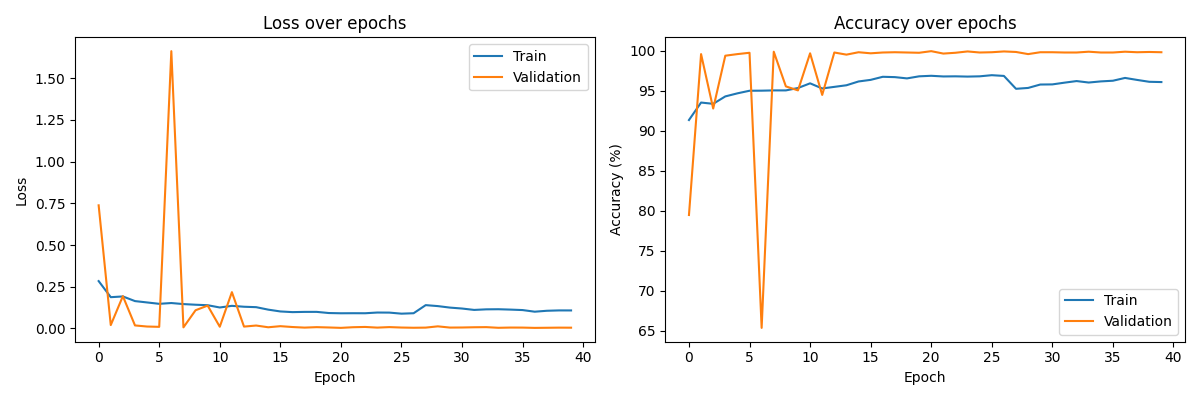 Loss over epochs
Loss
1.50
1.25
1.00
0.75
0.50
0.25
0.00
Train
Validation
0 5 10 15 20 25 30 35 40
Epoch
Accuracy over epochs
Accuracy (%)
100
95
90
85
80
75
70
65
Train
Validation
0 5 10 15 20 25 30 35 40
Epoch